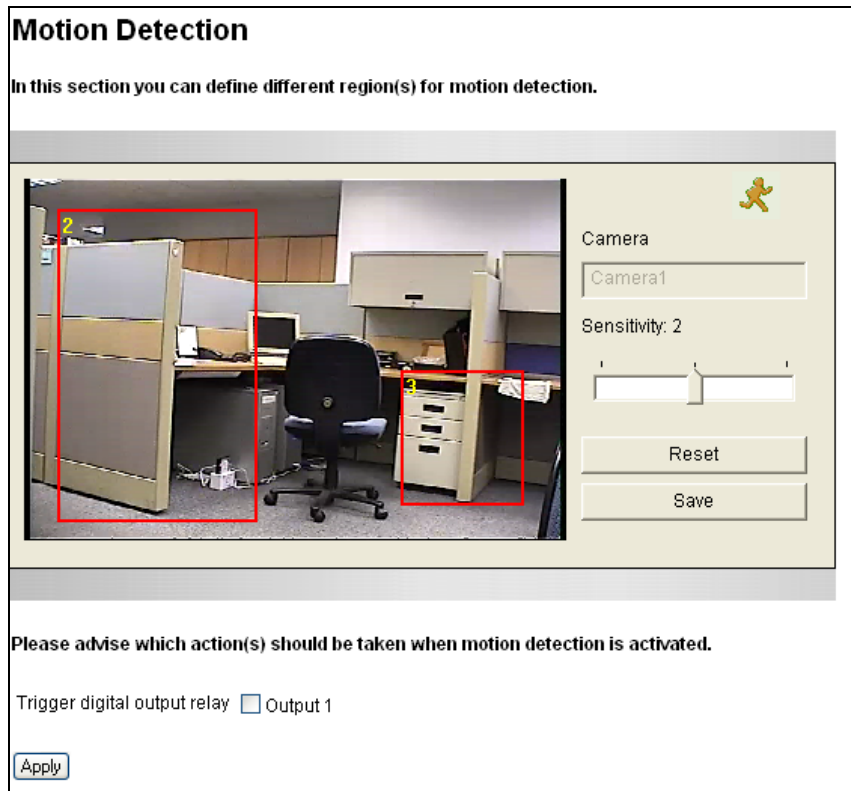 Motion Detection
In this section you can define different region(s) for motion detection.
2
3
Camera
Camera1
Sensitivity: 2
Reset
Save
Please advise which action(s) should be taken when motion detection is activated.
Trigger digital output relay Output 1
Apply